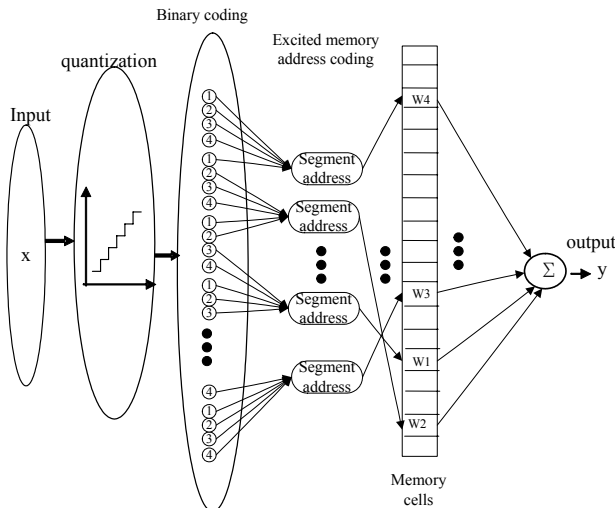 Binary coding
quantization
Excited memory
address coding
Input
x
1
2
3
4
1
2
3
4
1
2
3
4
1
2
3
4
1
2
3
4
Segment
address
Segment
address
Segment
address
Segment
address
W4
W3
W1
W2
Σ
output
y
Memory
cells